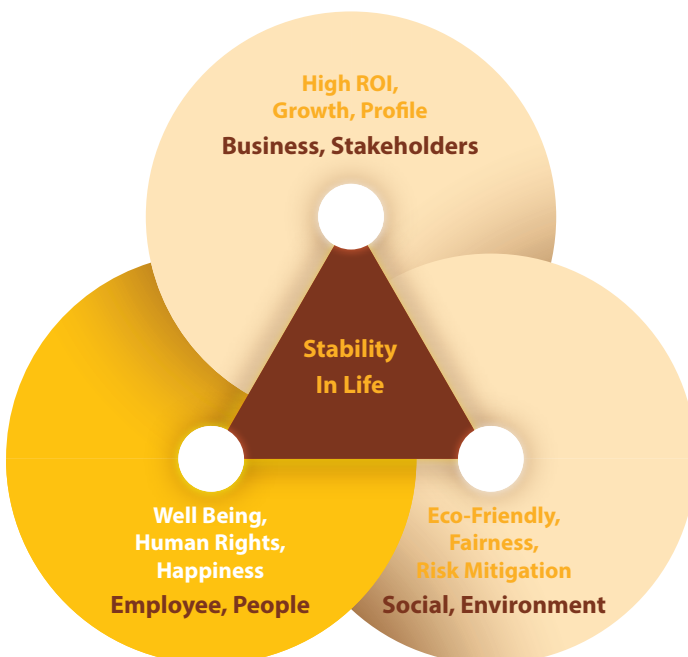 High ROI,
Growth, Profile
Business, Stakeholders
Stability
In Life
Well Being,
Human Rights,
Happiness
Employee, People
Eco-Friendly,
Fairness,
Risk Mitigation
Social, Environment